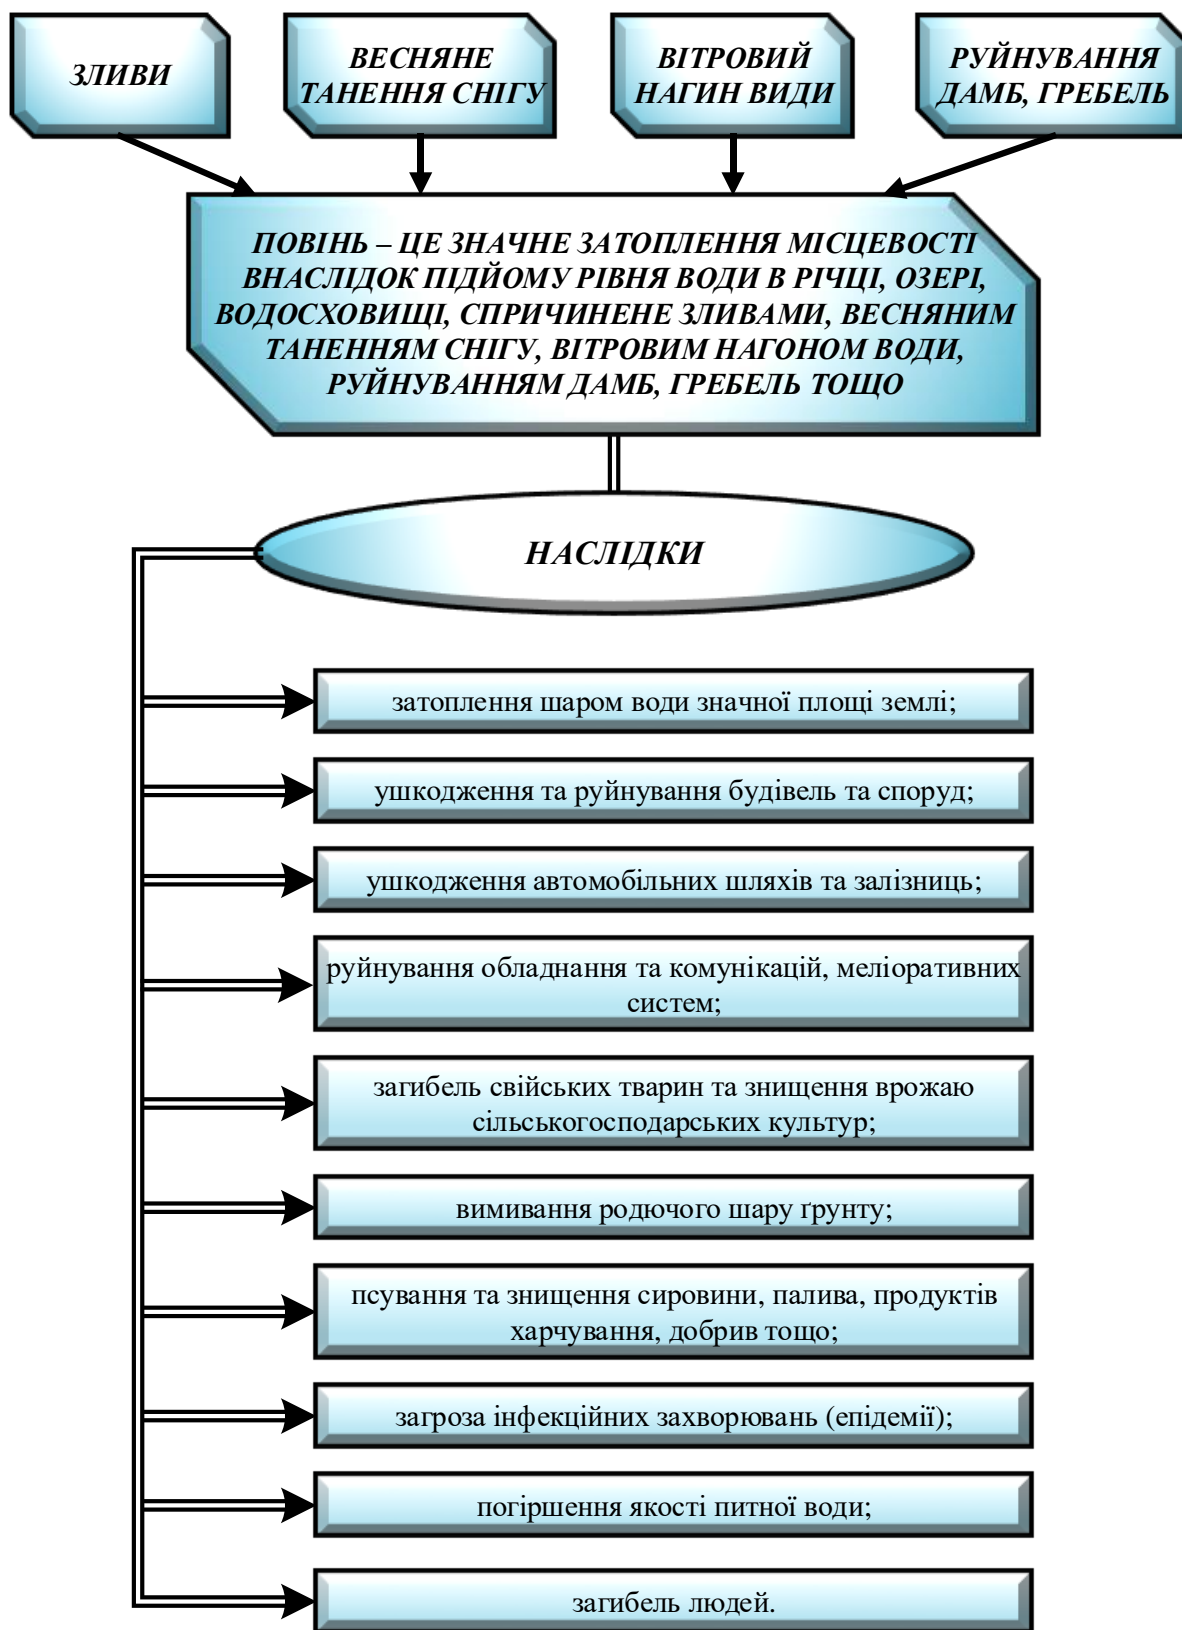 ЗЛИВИ
ВЕСНЯНЕ
ТАНЕННЯ СНІГУ
ВІТРОВИЙ
НАГИН ВИДИ
РУЙНУВАННЯ
ДАМБ, ГРЕБЕЛЬ
ПОВІНЬ – ЦЕ ЗНАЧНЕ ЗАТОПЛЕННЯ МІСЦЕВОСТІ
ВНАСЛІДОК ПІДЙОМУ РІВНЯ ВОДИ В РІЧЦІ, ОЗЕРІ,
ВОДОСХОВИЩІ, СПРИЧИНЕНЕ ЗЛИВАМИ, ВЕСНЯНИМ
ТАНЕННЯМ СНІГУ, ВІТРОВИМ НАГОНОМ ВОДИ,
РУЙНУВАННЯМ ДАМБ, ГРЕБЕЛЬ ТОЩО
НАСЛІДКИ
затоплення шаром води значної площі землі;
ушкодження та руйнування будівель та споруд;
ушкодження автомобільних шляхів та залізниць;
руйнування обладнання та комунікацій, меліоративних
систем;
загибель свійських тварин та знищення врожаю
сільськогосподарських культур;
вимивання родючого шару ґрунту;
псування та знищення сировини, палива, продуктів
харчування, добрив тощо;
загроза інфекційних захворювань (епідемії);
погіршення якості питної води;
загибель людей.